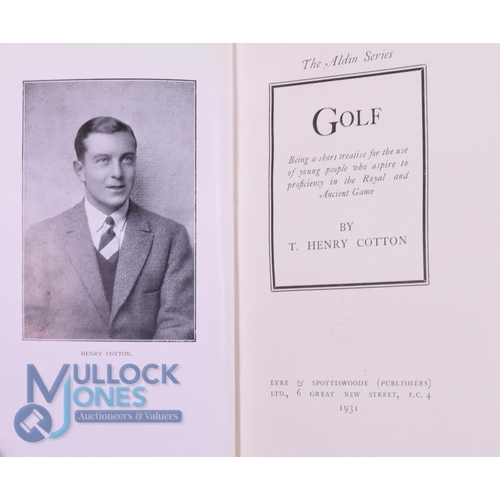 HENRY COTTON.
MULLOCK
JONES
Auctioneers & Valuers
The Aldin Series
GOLF
Being a short treatise for the use
of young people who aspire to
proficiency in the Royal and
Ancient Game
BY
T. HENRY COTTON
EYRE & SPOTTISWOODE (PUBLISHERS)
LTD., 6 GREAT NEW STREET, E.C. 4
1931